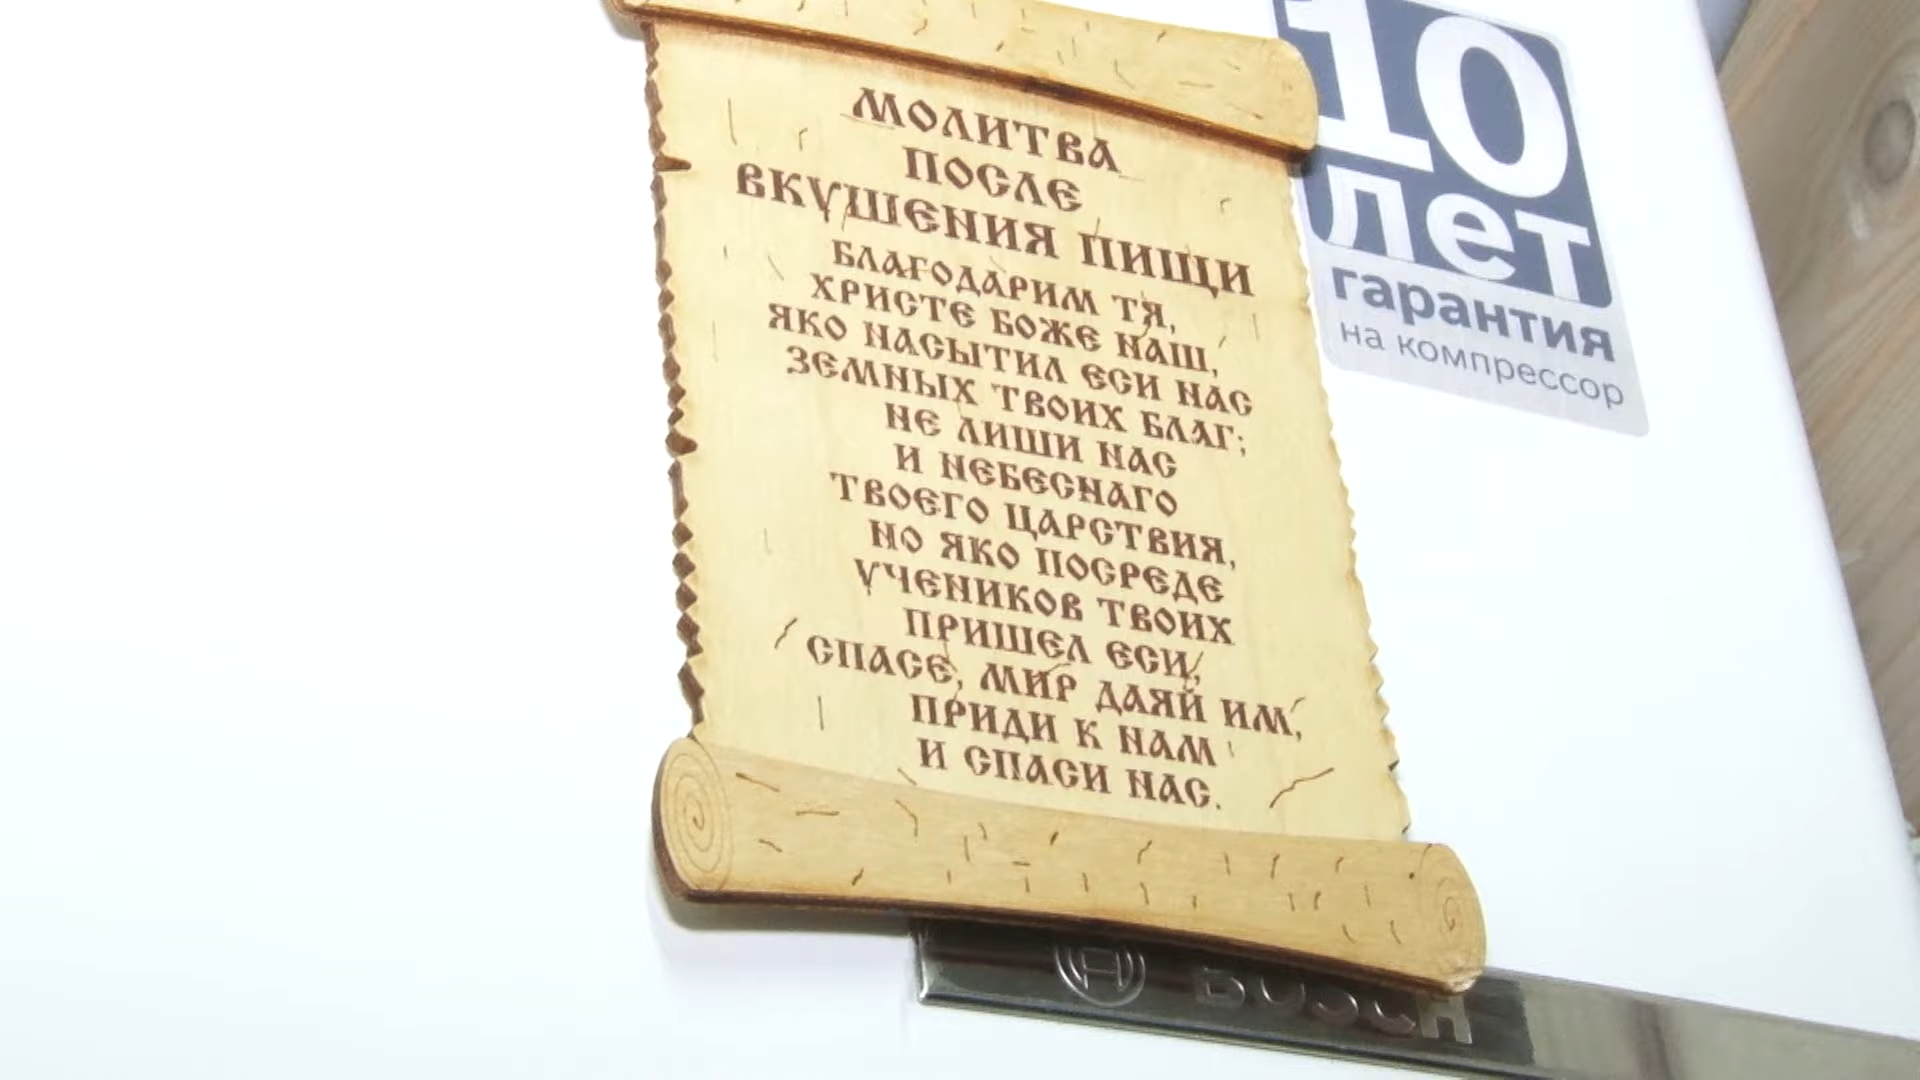 МОЛИТВА
ПОСЛЕ
ВКУШЕНИЯ ПИЩИ
БЛАГОДАРИМ ТЯ,
ХРИСТЕ БОЖЕ НАШ,
ЯКО НАСЫТИЛ ЕСИ НАС
ЗЕМНЫХ ТВОИХ БЛАГ;
НЕ ЛИШИ НАС
И НЕБЕСНАГО
ТВОЕГО ЦАРСТВИЯ,
НО ЯКО ПОСРЕДЕ
УЧЕНИКОВ ТВОИХ
ПРИШЕЛ ЕСИ,
СПАСЕ, МИР ДАЯЙ ИМ,
ПРИДИ К НАМ
И СПАСИ НАС.
10
лет
гарантия
на компрессор
BOSCH